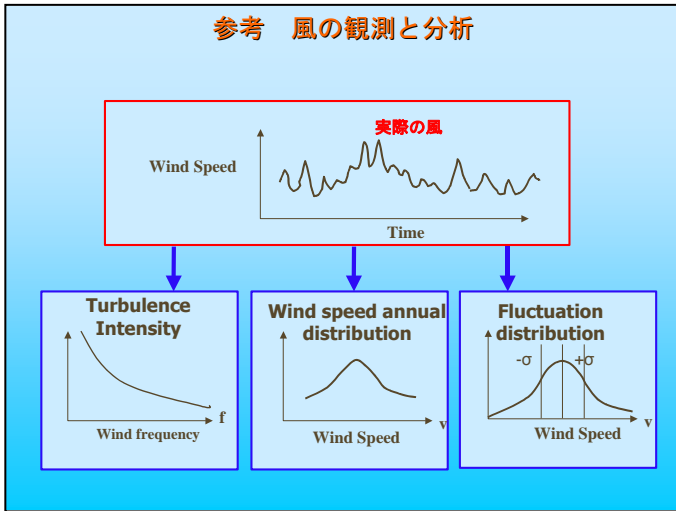 参考　風の観測と分析
実際の風
Wind Speed
Time
Turbulence
Intensity
f
Wind frequency
Wind speed annual
distribution
v
Wind Speed
Fluctuation
distribution
-σ +σ
v
Wind Speed